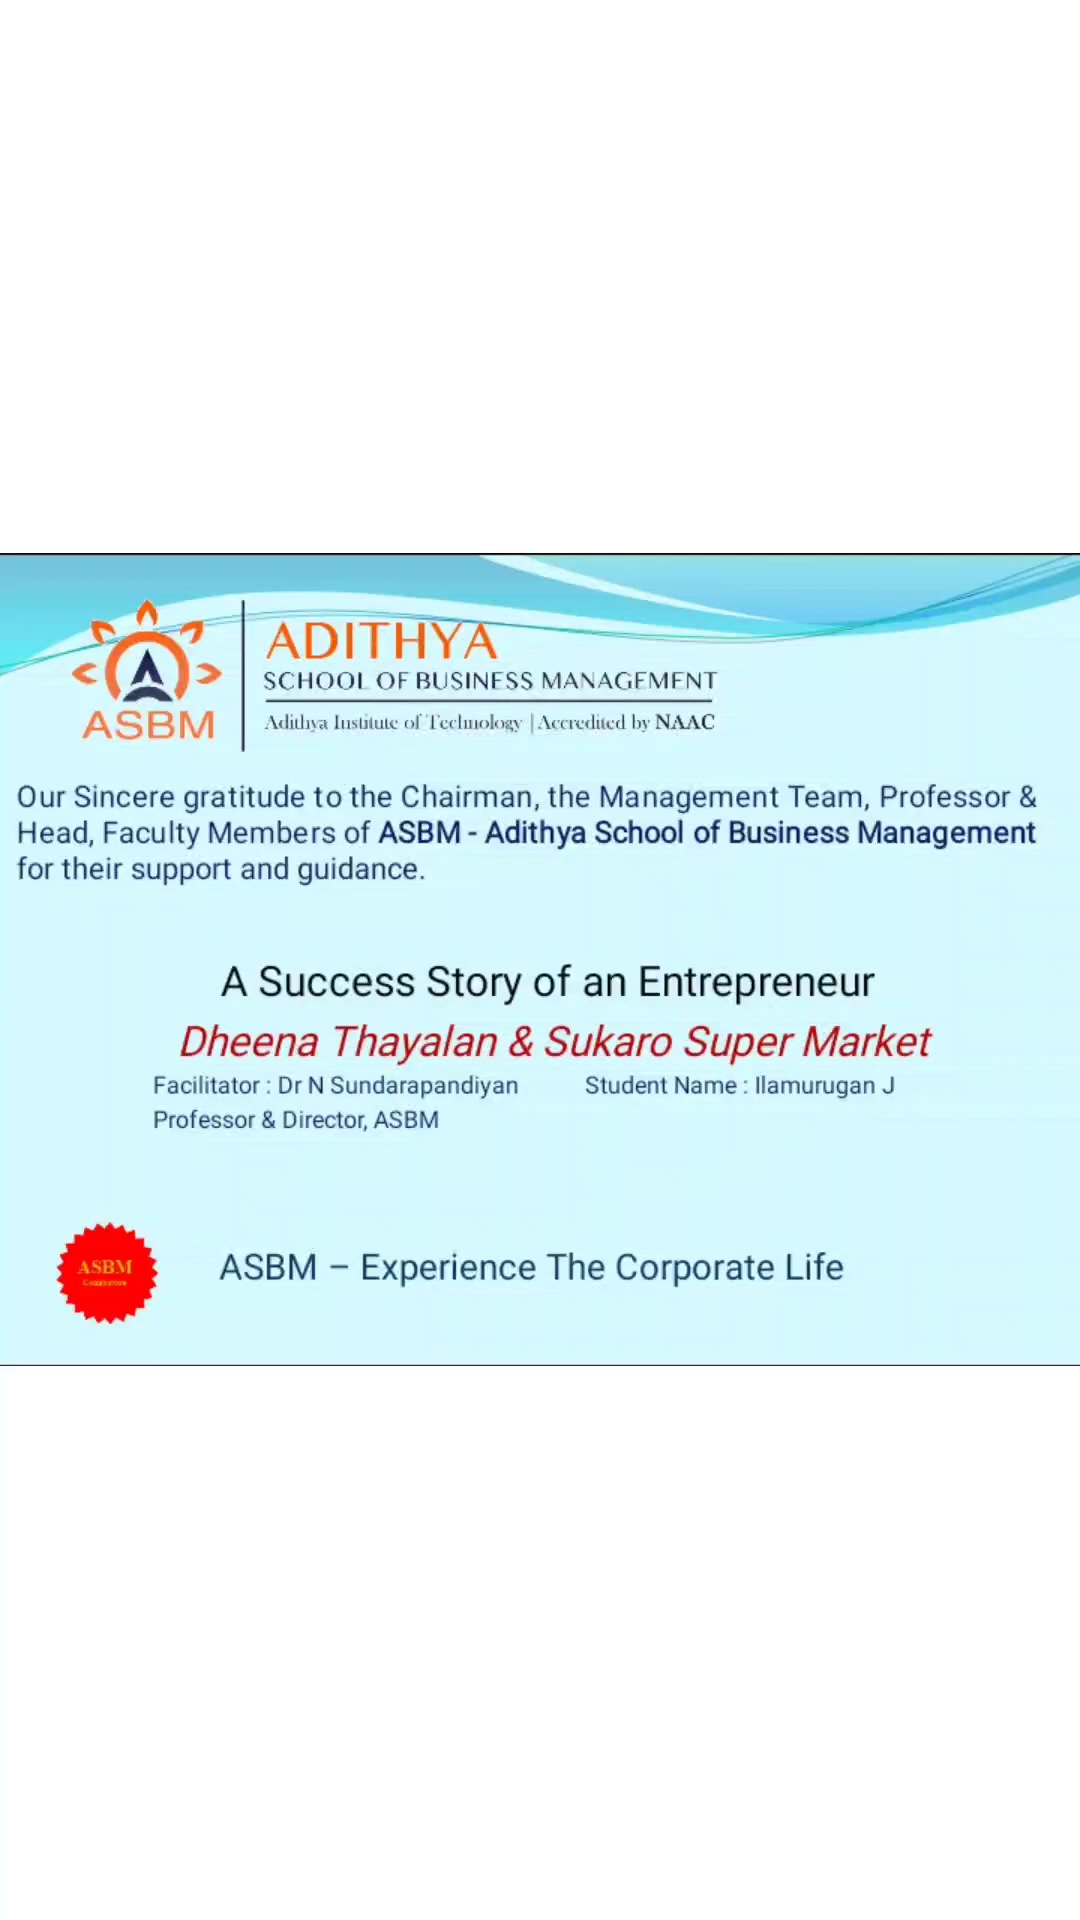 ADITHYA
SCHOOL OF BUSINESS MANAGEMENT
ASBM
Adithya Institute of Technology | Accredited by NAAC
Our Sincere gratitude to the Chairman, the Management Team, Professor &
Head, Faculty Members of ASBM - Adithya School of Business Management
for their support and guidance.
A Success Story of an Entrepreneur
Dheena Thayalan & Sukaro Super Market
Facilitator : Dr N Sundarapandiyan Student Name : Ilamurugan J
Professor & Director, ASBM
ASBM
ASBM – Experience The Corporate Life